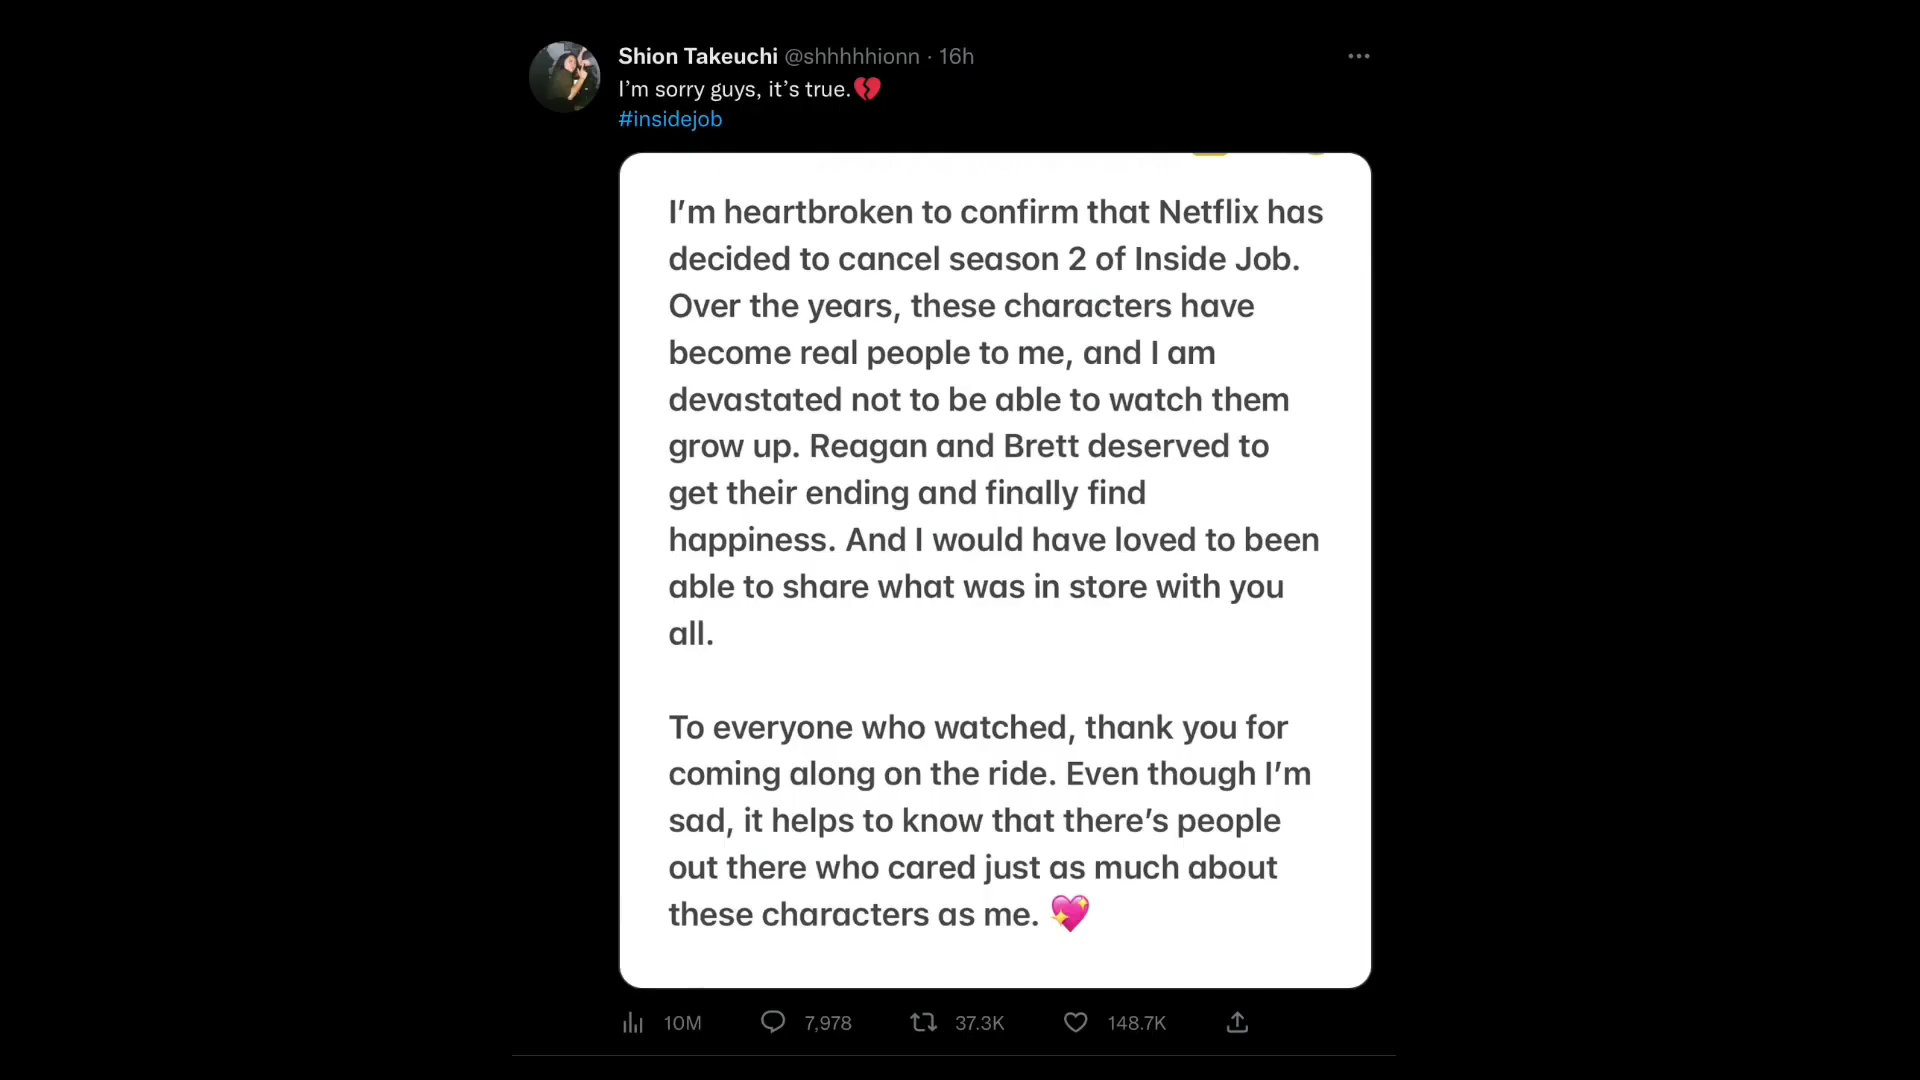 Shion Takeuchi @shhhhhionn · 16h
I’m sorry guys, it’s true.💔
#insidejob
I’m heartbroken to confirm that Netflix has
decided to cancel season 2 of Inside Job.
Over the years, these characters have
become real people to me, and I am
devastated not to be able to watch them
grow up. Reagan and Brett deserved to
get their ending and finally find
happiness. And I would have loved to been
able to share what was in store with you
all.
To everyone who watched, thank you for
coming along on the ride. Even though I’m
sad, it helps to know that there’s people
out there who cared just as much about
these characters as me. 💖
10M 7,978 37.3K 148.7K